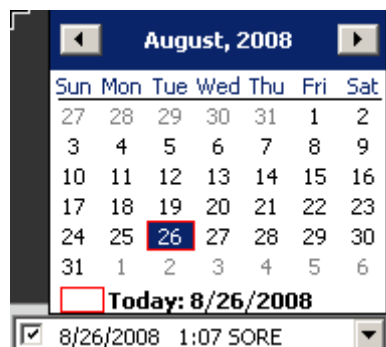 August, 2008
Sun Mon Tue Wed Thu Fri Sat
27 28 29 30 31 1 2
3 4 5 6 7 8 9
10 11 12 13 14 15 16
17 18 19 20 21 22 23
24 25 26 27 28 29 30
31 1 2 3 4 5 6
Today: 8/26/2008
8/26/2008 1:07 SORE